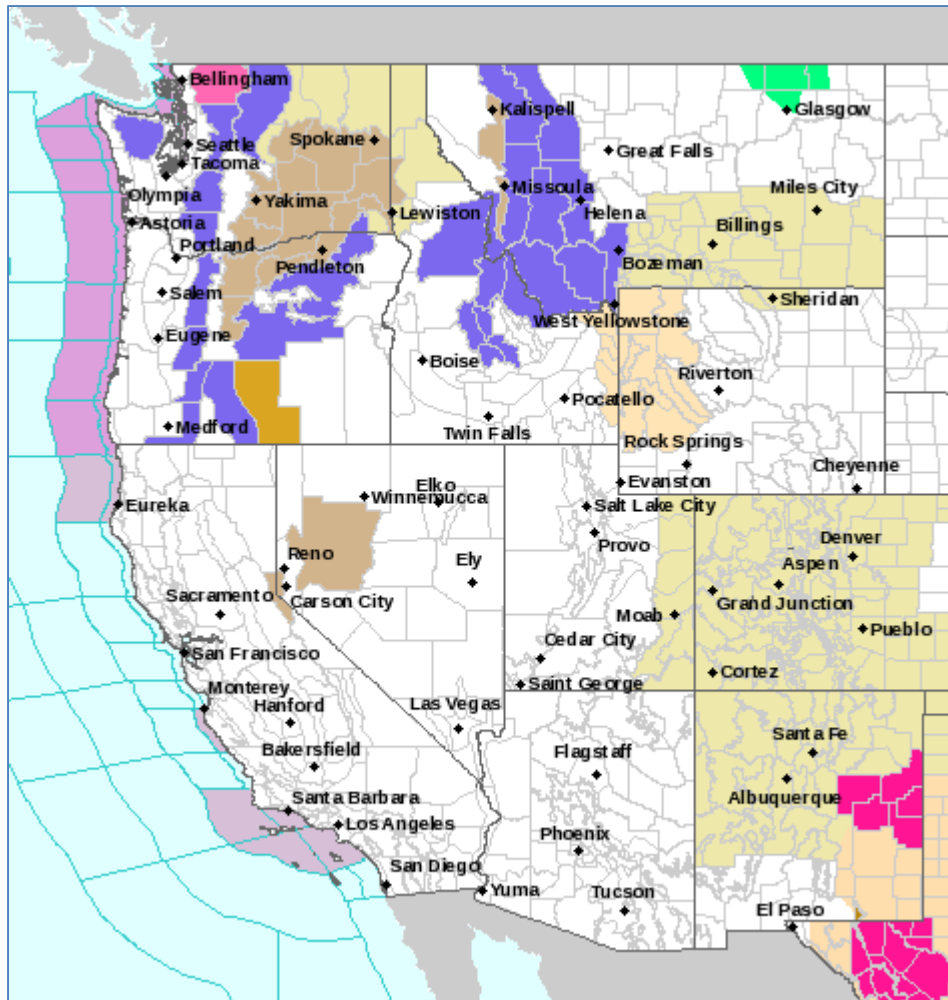 Bellingham
Kalispell
Glasgow
Spokane
Seattle
Great Falls
Tacoma
Missoula
Miles City
Olympia
Yakima
Helena
Astoria
Lewiston
Billings
Portland
Pendleton
Bozeman
Salem
Sheridan
West Yellowstone
Eugene
Boise
Riverton
Pocatello
Medford
Twin Falls
Rock Springs
Cheyenne
Elko
Evanston
Winnemucca
Eureka
Salt Lake City
Provo
Denver
Reno
Ely
Aspen
Sacramento
Carson City
Grand Junction
Moab
Pueblo
Cedar City
San Francisco
Cortez
Saint George
Monterey
Hanford
Las Vegas
Bakersfield
Flagstaff
Santa Fe
Albuquerque
Santa Barbara
Los Angeles
Phoenix
San Diego
Yuma
Tucson
El Paso